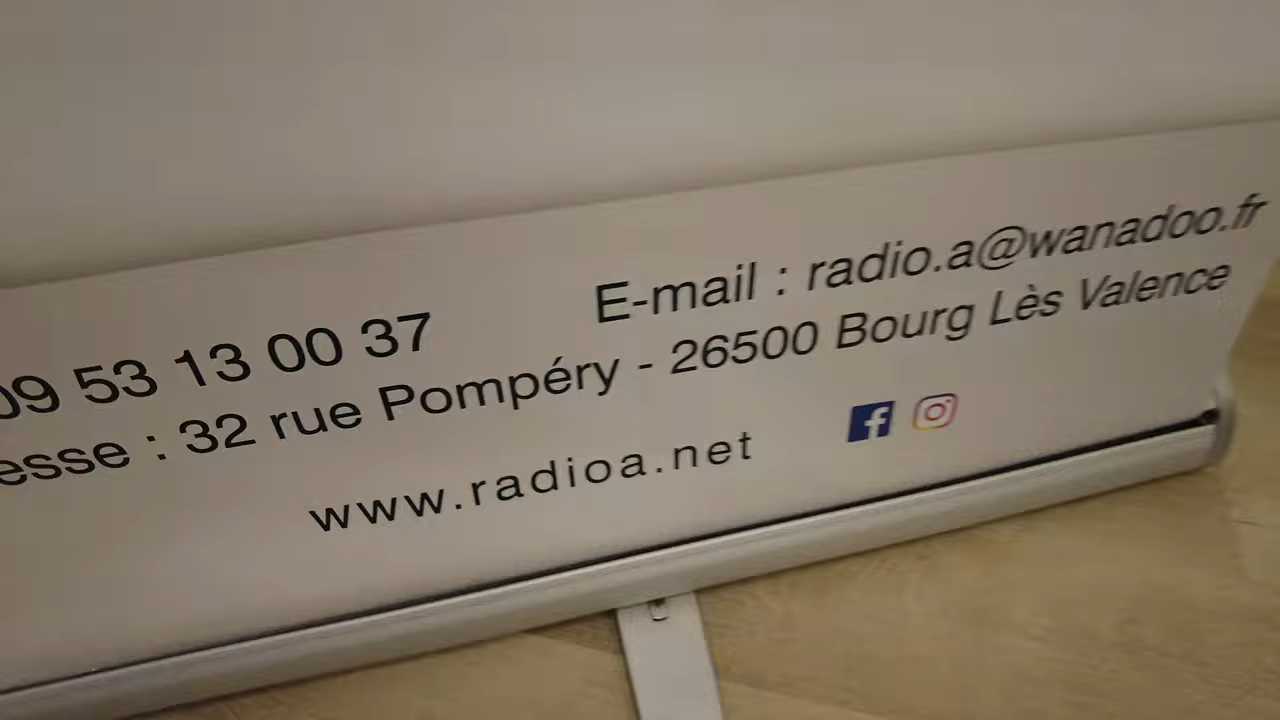 09 53 13 00 37
E-mail : radio.a@wanadoo.fr
esse : 32 rue Pompéry - 26500 Bourg Lès Valence
www.radioa.net